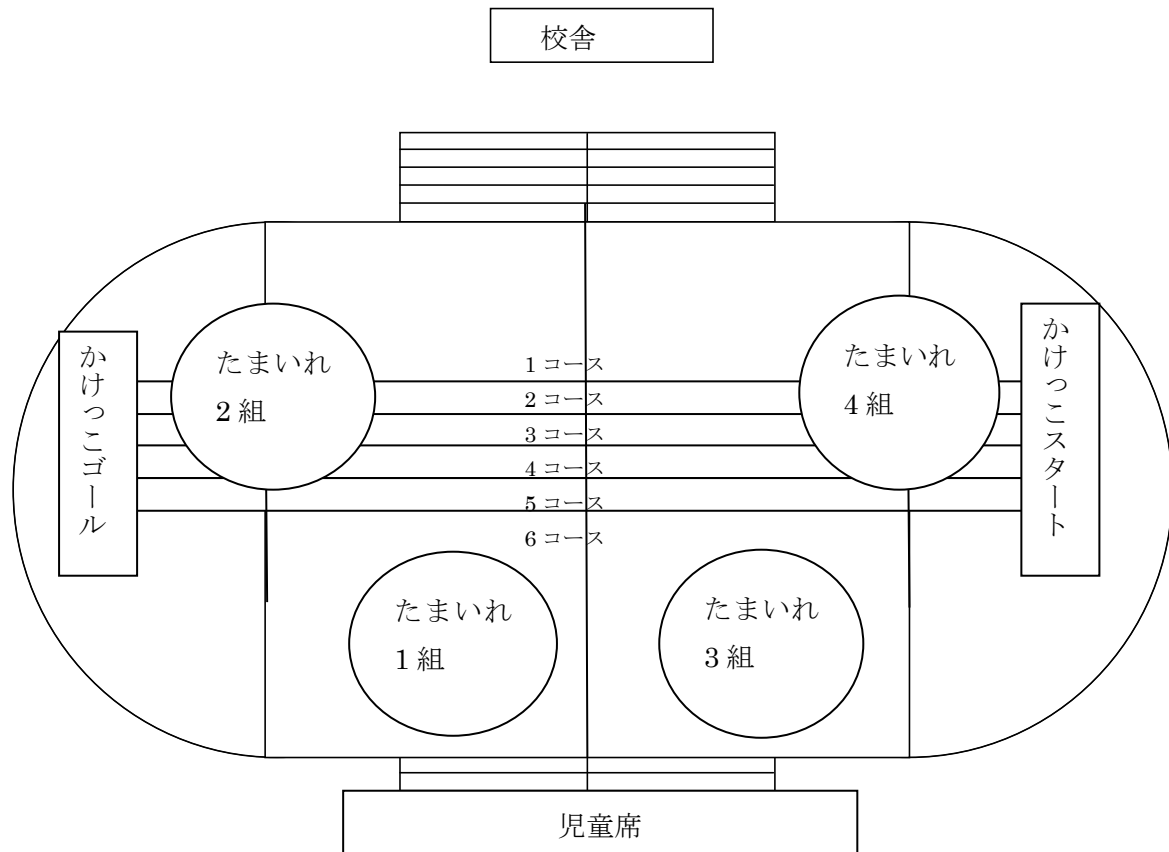 校舎
かけっこゴール
たまいれ
2組
1コース
2コース
3コース
4コース
5コース
6コース
たまいれ
4組
かけっこスタート
たまいれ
1組
たまいれ
3組
児童席